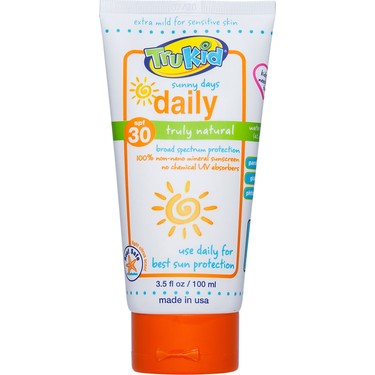 extra mild for sensitive skin
TruKid
sunny days
daily
spf
30
truly natural
broad spectrum protection
100% non-nano mineral sunscreen
no chemical UV absorbers
use daily for
best sun protection
3.5 fl oz / 100 ml
made in usa